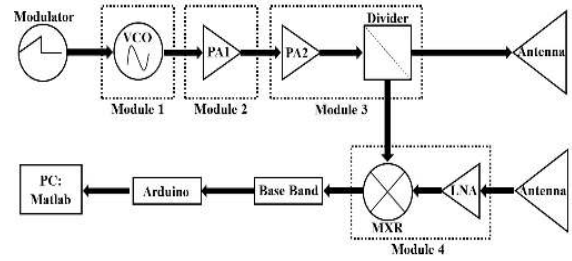 Modulator
VCO
PA1
PA2
Divider
Antenna
Module 1
Module 2
Module 3
PC:
Matlab
Arduino
Base Band
MXR
LNA
Antenna
Module 4